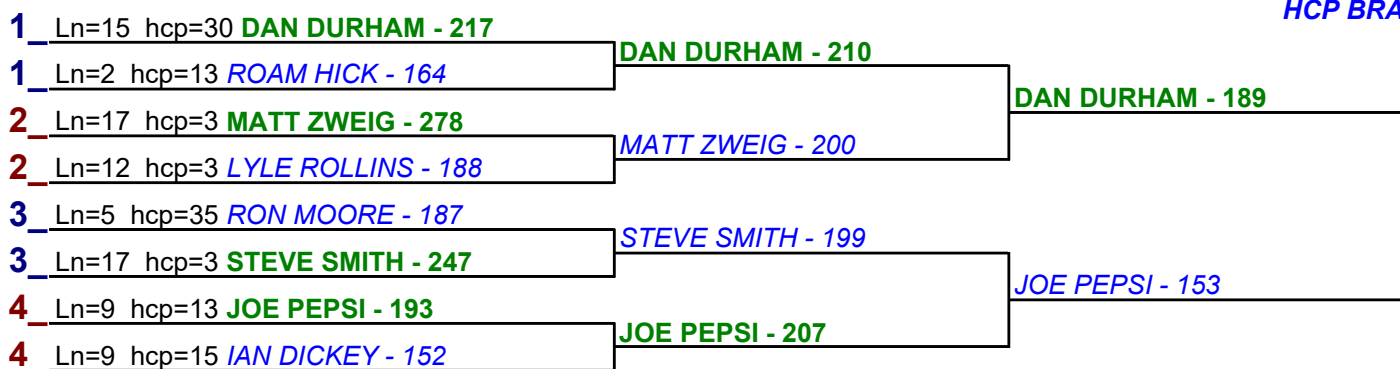 HCP BRA
1_ Ln=15 hcp=30 DAN DURHAM - 217
DAN DURHAM - 210
1_ Ln=2 hcp=13 ROAM HICK - 164
DAN DURHAM - 189
2_ Ln=17 hcp=3 MATT ZWEIG - 278
MATT ZWEIG - 200
2_ Ln=12 hcp=3 LYLE ROLLINS - 188
3_ Ln=5 hcp=35 RON MOORE - 187
STEVE SMITH - 199
3_ Ln=17 hcp=3 STEVE SMITH - 247
JOE PEPSI - 153
4_ Ln=9 hcp=13 JOE PEPSI - 193
JOE PEPSI - 207
4 Ln=9 hcp=15 IAN DICKEY - 152